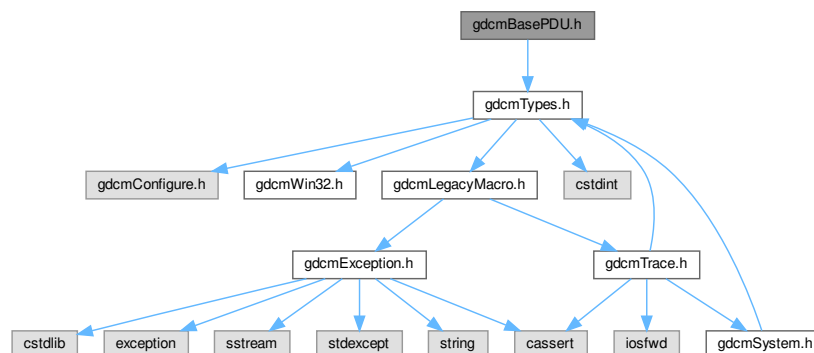 gdcmBasePDU.h
gdcmTypes.h
gdcmConfigure.h
gdcmWin32.h
gdcmLegacyMacro.h
cstdint
gdcmException.h
gdcmTrace.h
cstdlib
exception
sstream
stdexcept
string
cassert
iosfwd
gdcmSystem.h